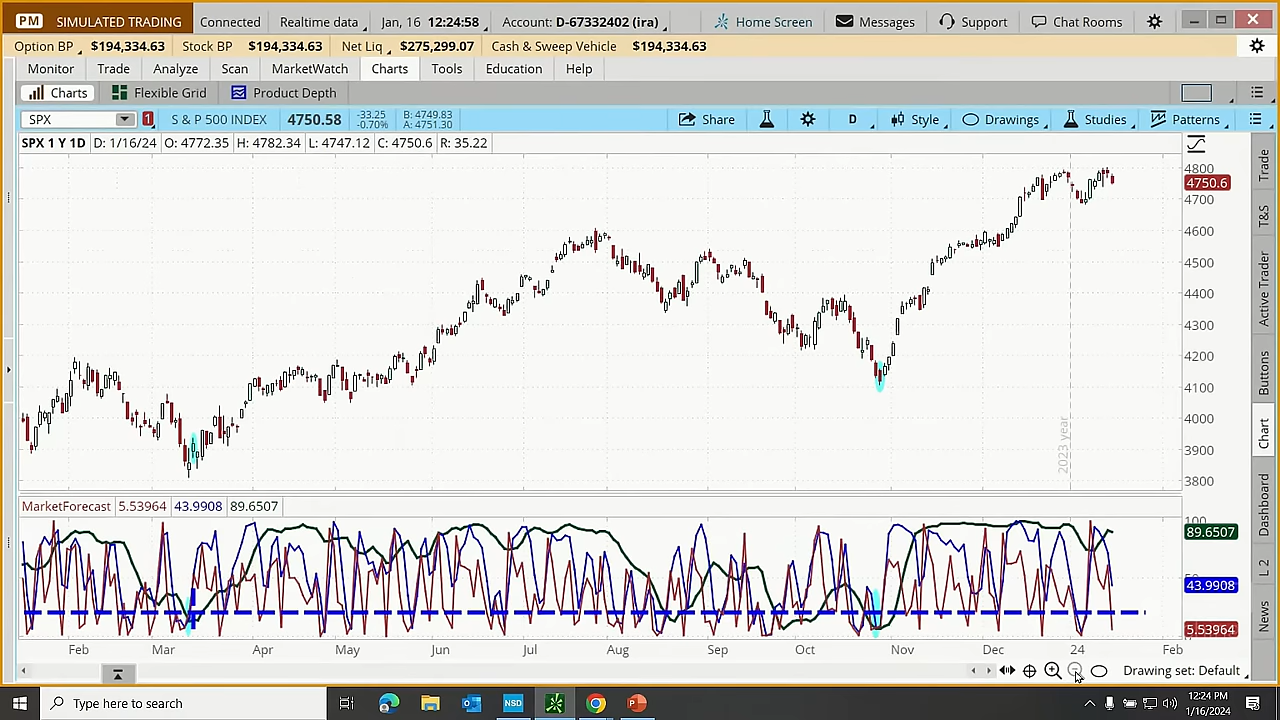 PM SIMULATED TRADING Connected Realtime data Jan, 16 12:24:58 Account: D-67332402 (ira) Home Screen Messages Support Chat Rooms
Option BP $194,334.63 Stock BP $194,334.63 Net Liq $275,299.07 Cash & Sweep Vehicle $194,334.63
Monitor Trade Analyze Scan MarketWatch Charts Tools Education Help
Charts Flexible Grid Product Depth
SPX 1 S & P 500 INDEX 4750.58 -33.25 B: 4749.83 Share D Style Drawings Studies Patterns
-0.70% A: 4751.30
SPX 1 Y 1D D: 1/16/24 O: 4772.35 H: 4782.34 L: 4747.12 C: 4750.6 R: 35.22
4800
4750.6
4700
4600
4500
4400
4300
4200
4100
4000
3900
3800
2023 year
Trade
T&S
Active Trader
Buttons
Chart
Dashboard
L 2
News
MarketForecast 5.53964 43.9908 89.6507
100
89.6507
43.9908
5.53964
Feb Mar Apr May Jun Jul Aug Sep Oct Nov Dec 24 Feb
Drawing set: Default
Type here to search NSD 12:24 PM
1/16/2024